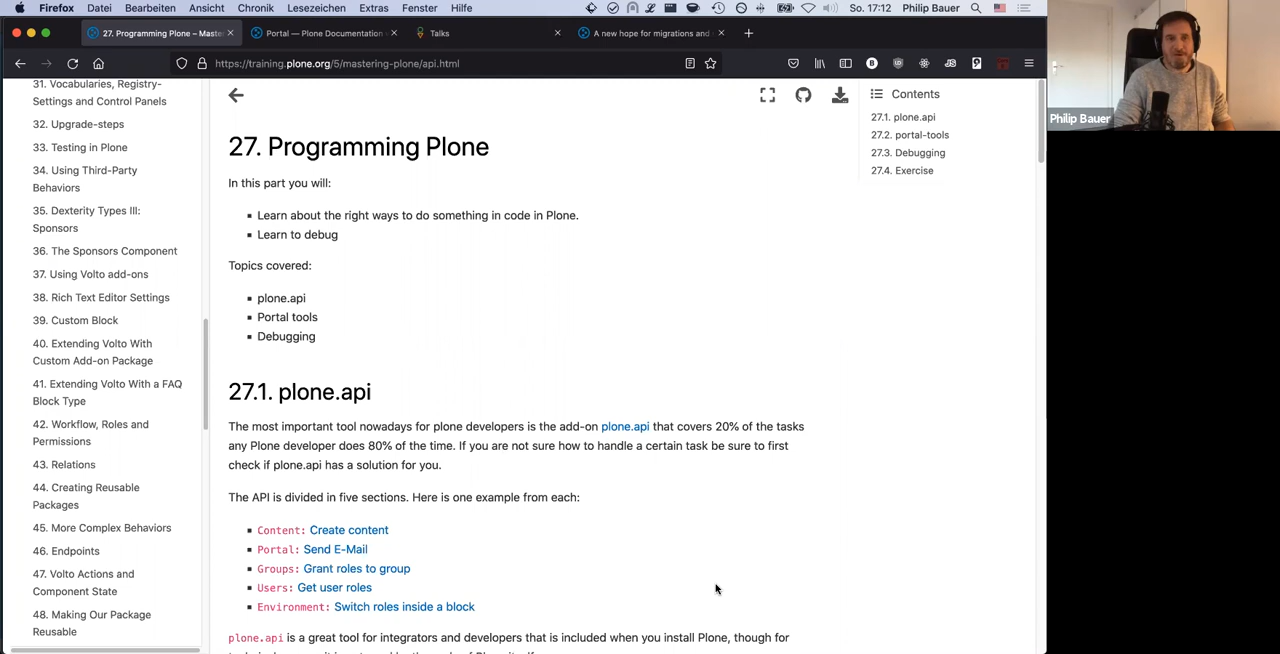 Firefox Datei Bearbeiten Ansicht Chronik Lesezeichen Extras Fenster Hilfe So. 17:12 Philip Bauer
27. Programming Plone – Maste
Portal — Plone Documentation
Talks
A new hope for migrations and
https://training.plone.org/5/mastering-plone/api.html
Philip Bauer
31. Vocabularies, Registry-
Settings and Control Panels
32. Upgrade-steps
33. Testing in Plone
34. Using Third-Party
Behaviors
35. Dexterity Types III:
Sponsors
36. The Sponsors Component
37. Using Volto add-ons
38. Rich Text Editor Settings
39. Custom Block
40. Extending Volto With
Custom Add-on Package
41. Extending Volto With a FAQ
Block Type
42. Workflow, Roles and
Permissions
43. Relations
44. Creating Reusable
Packages
45. More Complex Behaviors
46. Endpoints
47. Volto Actions and
Component State
48. Making Our Package
Reusable
27. Programming Plone
In this part you will:
Learn about the right ways to do something in code in Plone.
Learn to debug
Topics covered:
plone.api
Portal tools
Debugging
27.1. plone.api
The most important tool nowadays for plone developers is the add-on plone.api that covers 20% of the tasks
any Plone developer does 80% of the time. If you are not sure how to handle a certain task be sure to first
check if plone.api has a solution for you.
The API is divided in five sections. Here is one example from each:
Content: Create content
Portal: Send E-Mail
Groups: Grant roles to group
Users: Get user roles
Environment: Switch roles inside a block
plone.api is a great tool for integrators and developers that is included when you install Plone, though for
Contents
27.1. plone.api
27.2. portal-tools
27.3. Debugging
27.4. Exercise